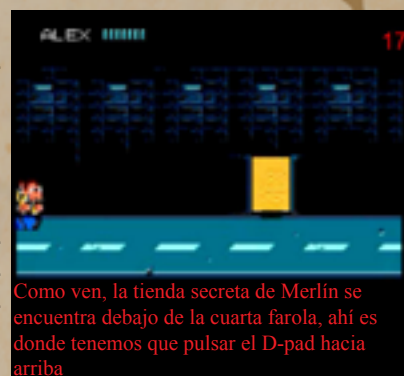 ALEX
17
Como ven, la tienda secreta de Merlín se
encuentra debajo de la cuarta farola, ahí es
donde tenemos que pulsar el D-pad hacia
arriba